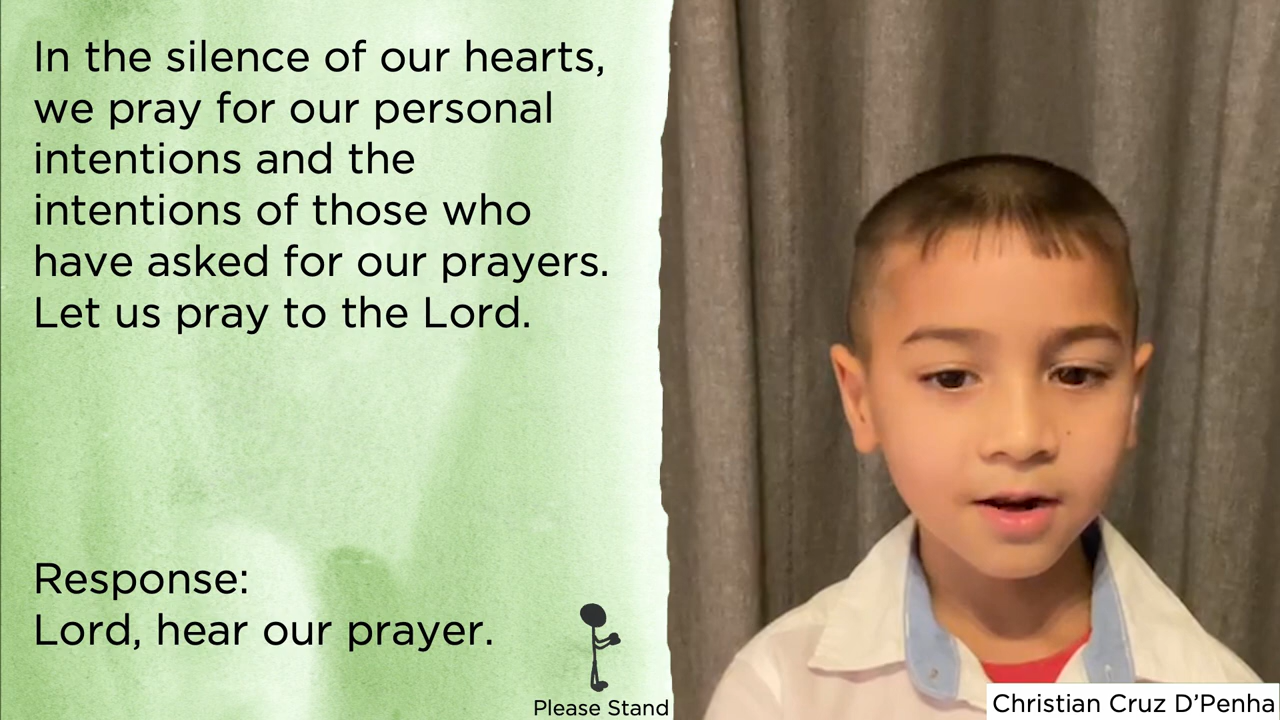 In the silence of our hearts,
we pray for our personal
intentions and the
intentions of those who
have asked for our prayers.
Let us pray to the Lord.
Response:
Lord, hear our prayer.
Please Stand
Christian Cruz D’Penha